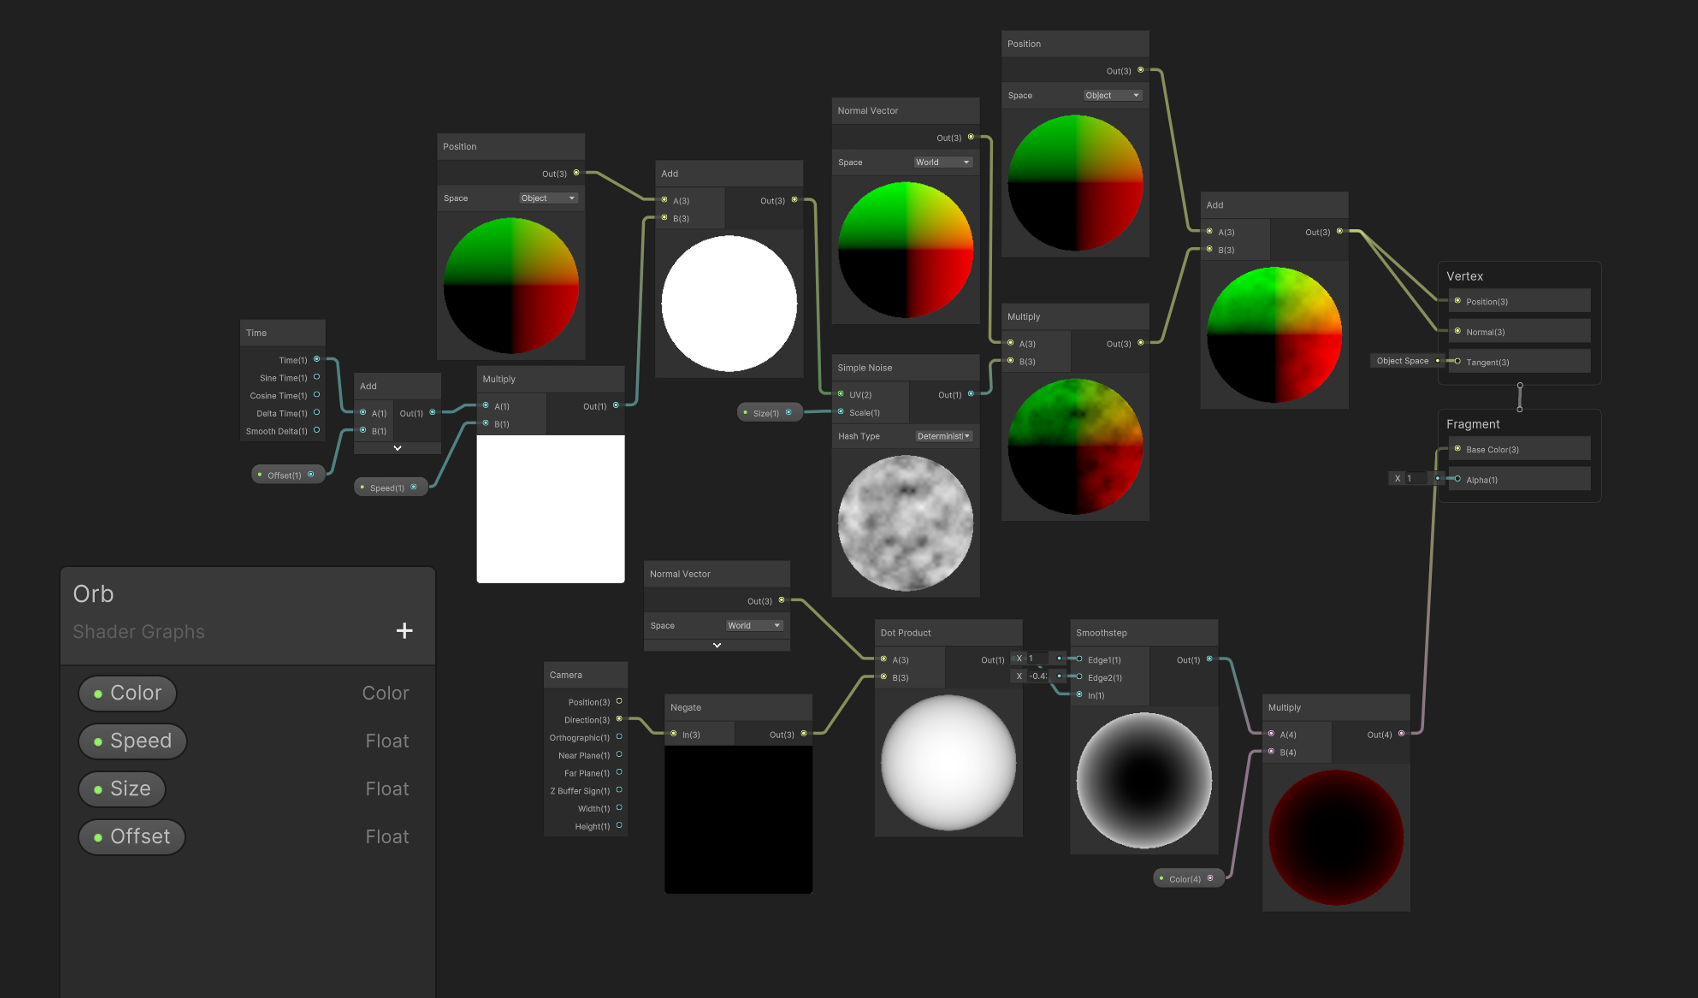 Position
Out(3)
Space Object
Normal Vector
Out(3)
Space World
Position
Out(3)
Space Object
Add
A(3) Out(3)
B(3)
Add
A(3) Out(3)
B(3)
Vertex
Position(3)
Normal(3)
Object Space Tangent(3)
Fragment
Base Color(3)
X 1 Alpha(1)
Time
Time(1)
Sine Time(1)
Cosine Time(1)
Delta Time(1)
Smooth Delta(1)
Offset(1)
Add
A(1) Out(1)
B(1)
Speed(1)
Multiply
A(1) Out(1)
B(1)
Simple Noise
UV(2) Out(1)
Size(1) Scale(1)
Hash Type Deterministi
Multiply
A(3) Out(3)
B(3)
Orb
Shader Graphs +
Color Color
Speed Float
Size Float
Offset Float
Normal Vector
Out(3)
Space World
Camera
Position(3)
Direction(3)
Orthographic(1)
Near Plane(1)
Far Plane(1)
Z Buffer Sign(1)
Width(1)
Height(1)
Negate
In(3) Out(3)
Dot Product
A(3) Out(1)
B(3)
Smoothstep
X 1 Edge1(1) Out(1)
X -0.4 Edge2(1)
In(1)
Color(4)
Multiply
A(4) Out(4)
B(4)